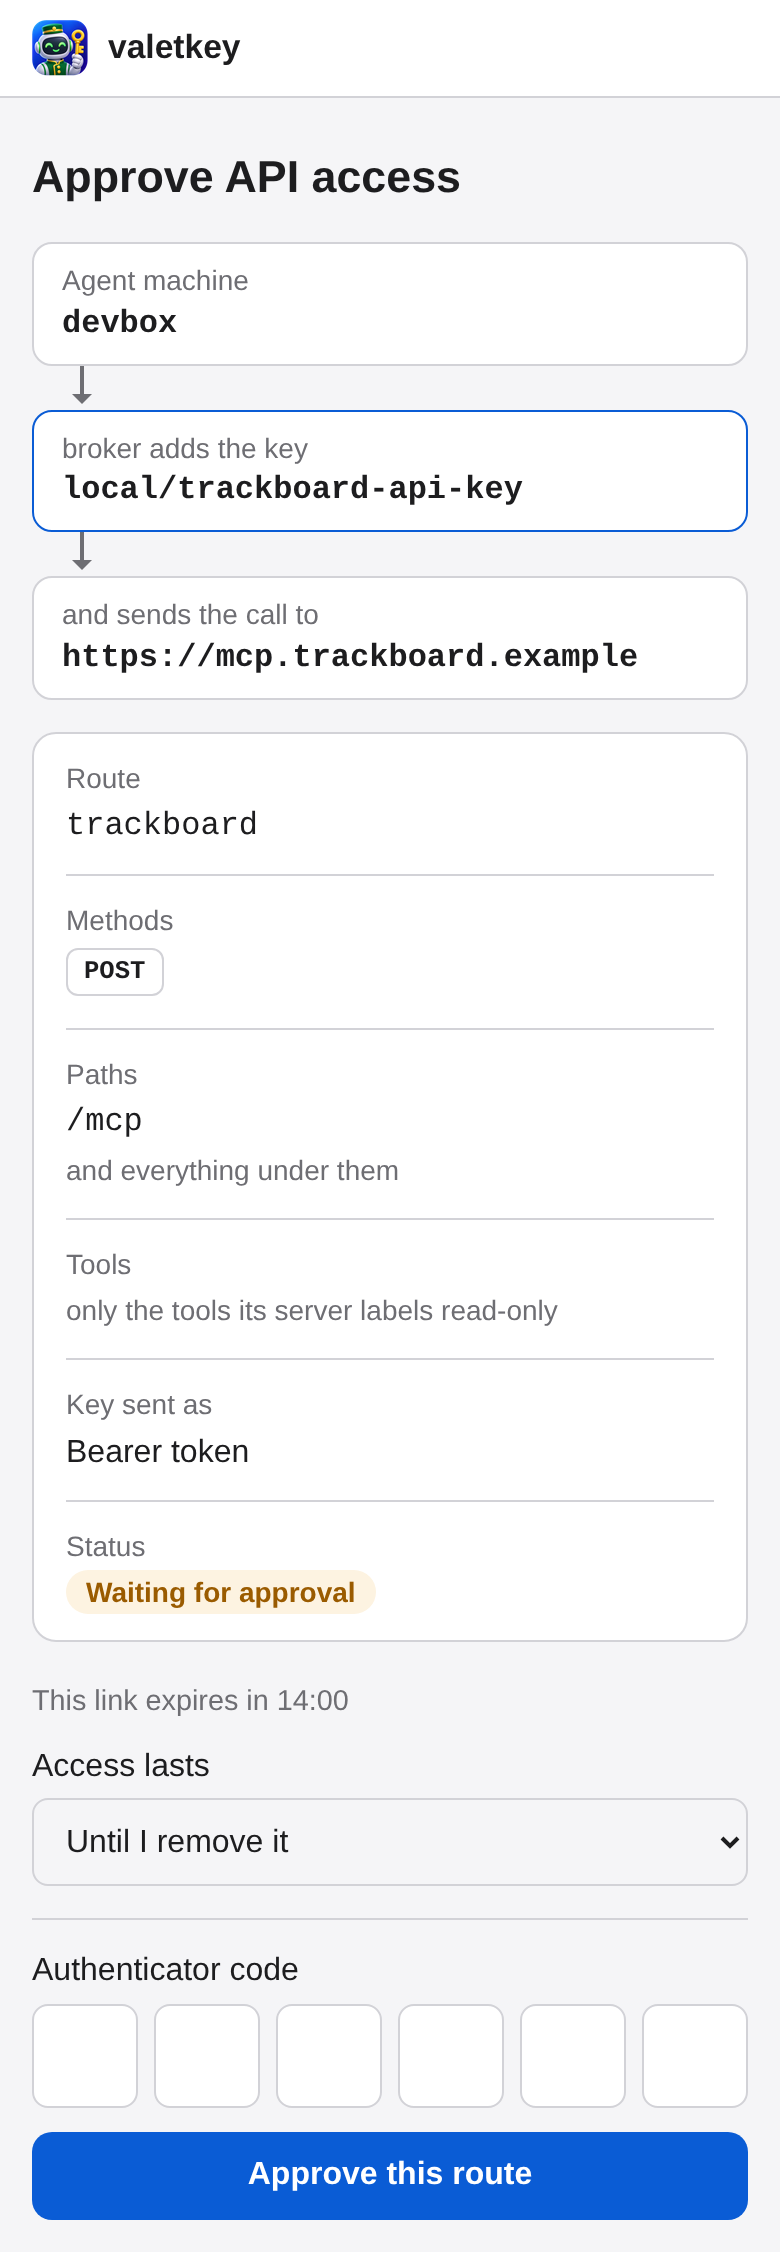 valetkey
Approve API access
Agent machine
devbox
broker adds the key
local/trackboard-api-key
and sends the call to
https://mcp.trackboard.example
Route
trackboard
Methods
POST
Paths
/mcp
and everything under them
Tools
only the tools its server labels read-only
Key sent as
Bearer token
Status
Waiting for approval
This link expires in 14:00
Access lasts
Until I remove it
Authenticator code
Approve this route